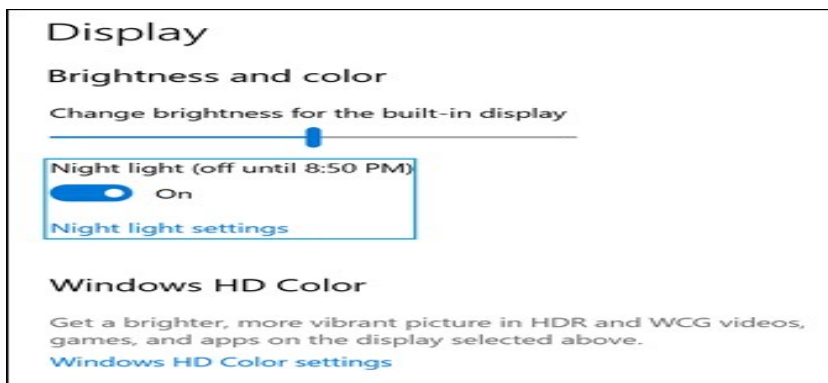 Display
Brightness and color
Change brightness for the built-in display
Night light (off until 8:50 PM)
On
Night light settings
Windows HD Color
Get a brighter, more vibrant picture in HDR and WCG videos,
games, and apps on the display selected above.
Windows HD Color settings